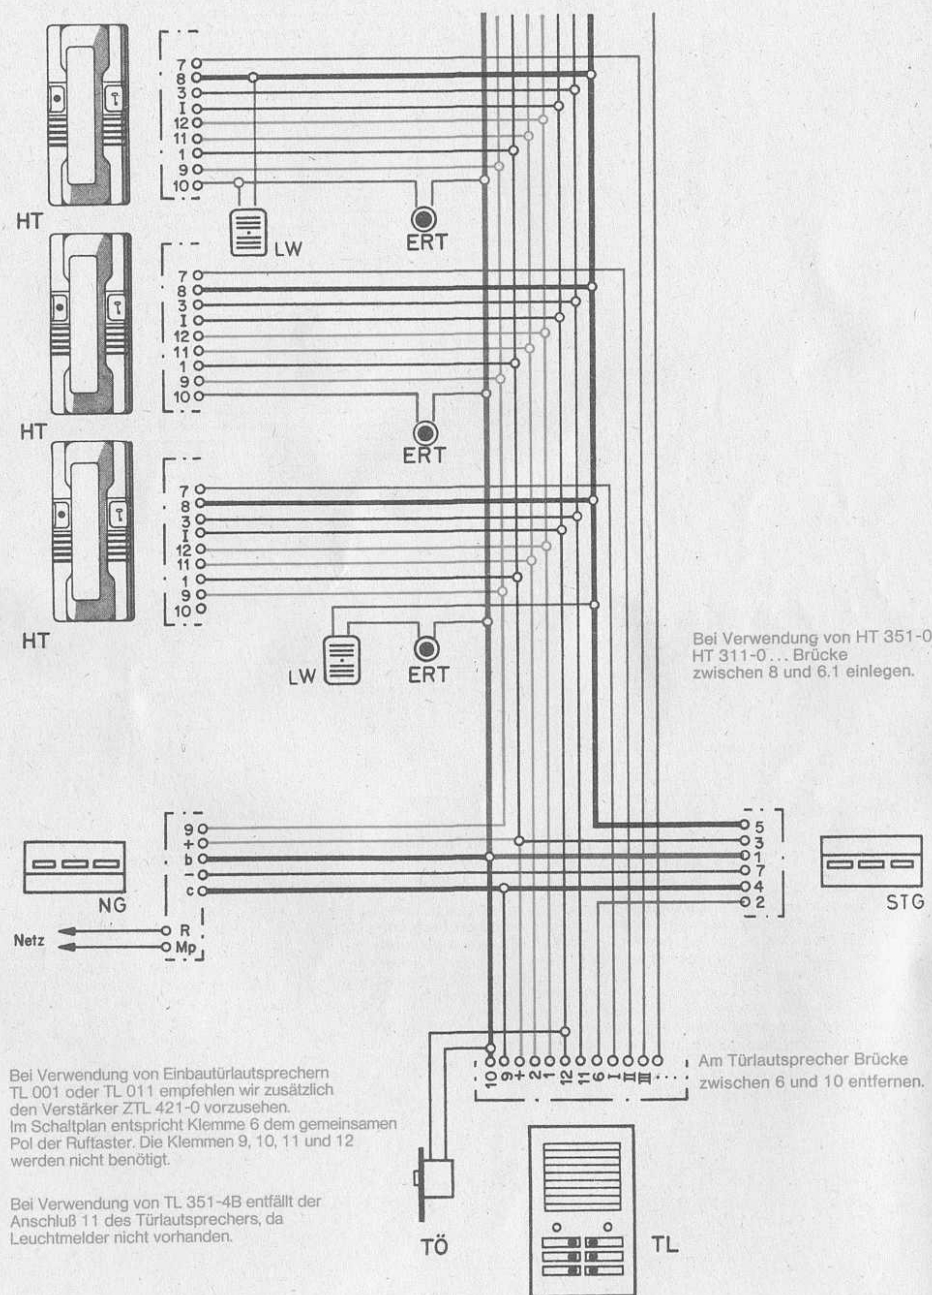 7
8
3
I
12
11
1
9
10
HT
LW
ERT
7
8
3
I
12
11
1
9
10
HT
ERT
7
8
3
I
12
11
1
9
10
HT
LW
ERT
Bei Verwendung von HT 351-0
HT 311-0 ... Brücke
zwischen 8 und 6.1 einlegen.
9
+
b
-
c
NG
R
Mp
Netz
5
3
1
7
4
2
STG
10 9 + 2 1 12 11 6 I II III ...
Am Türlautsprecher Brücke
zwischen 6 und 10 entfernen.
Bei Verwendung von Einbautürlautsprechern
TL 001 oder TL 011 empfehlen wir zusätzlich
den Verstärker ZTL 421-0 vorzusehen.
Im Schaltplan entspricht Klemme 6 dem gemeinsamen
Pol der Ruftaster. Die Klemmen 9, 10, 11 und 12
werden nicht benötigt.
Bei Verwendung von TL 351-4B entfällt der
Anschluß 11 des Türlautsprechers, da
Leuchtmelder nicht vorhanden.
TÖ
TL